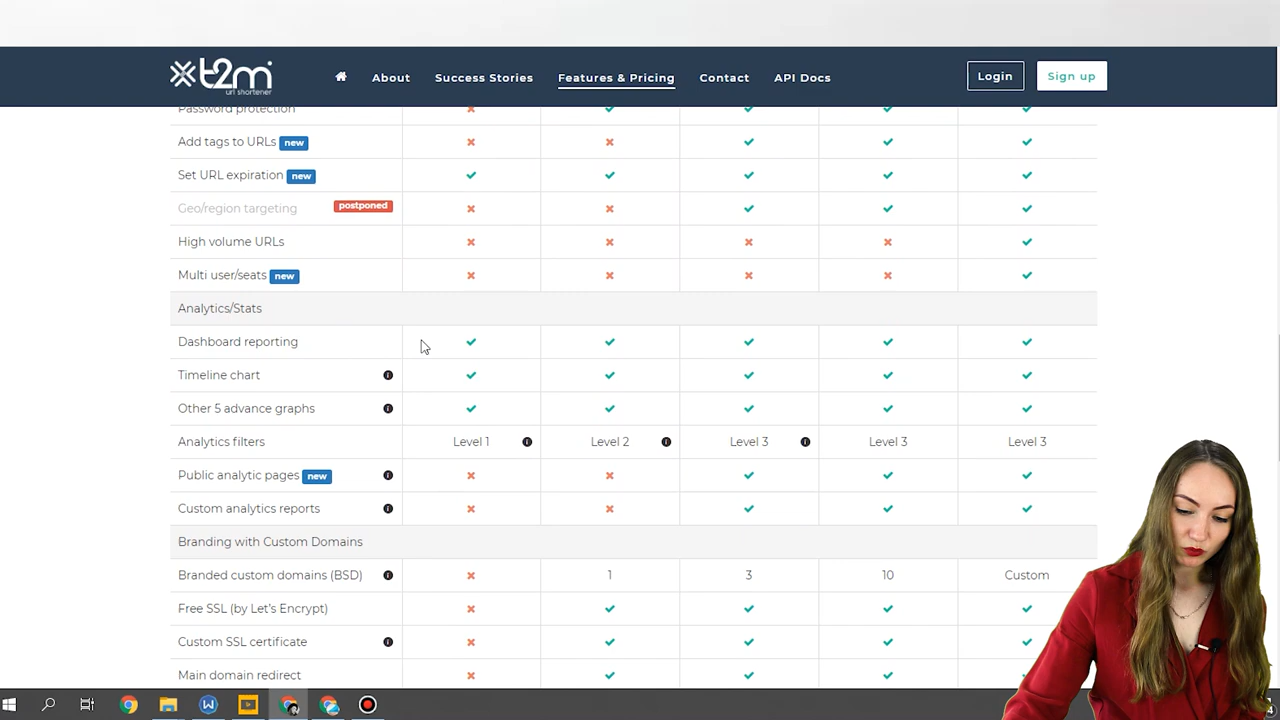 t2m
url shortener
About Success Stories Features & Pricing Contact API Docs Login Sign up
Password protection
Add tags to URLs new
Set URL expiration new
Geo/region targeting postponed
High volume URLs
Multi user/seats new
Analytics/Stats
Dashboard reporting
Timeline chart
Other 5 advance graphs
Analytics filters Level 1 Level 2 Level 3 Level 3 Level 3
Public analytic pages new
Custom analytics reports
Branding with Custom Domains
Branded custom domains (BSD) 1 3 10 Custom
Free SSL (by Let's Encrypt)
Custom SSL certificate
Main domain redirect